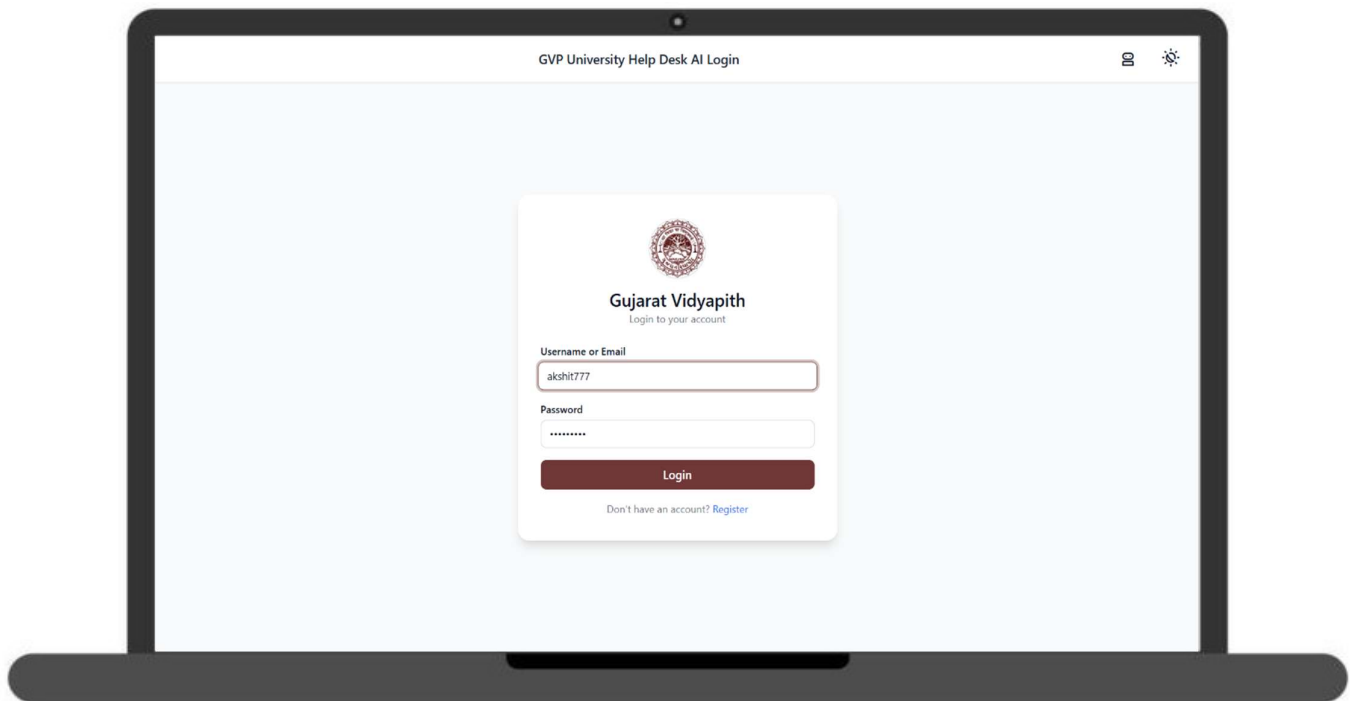 GVP University Help Desk AI Login
Gujarat Vidyapith
Login to your account
Username or Email
akshit777
Password
•••••••••
Login
Don't have an account? Register